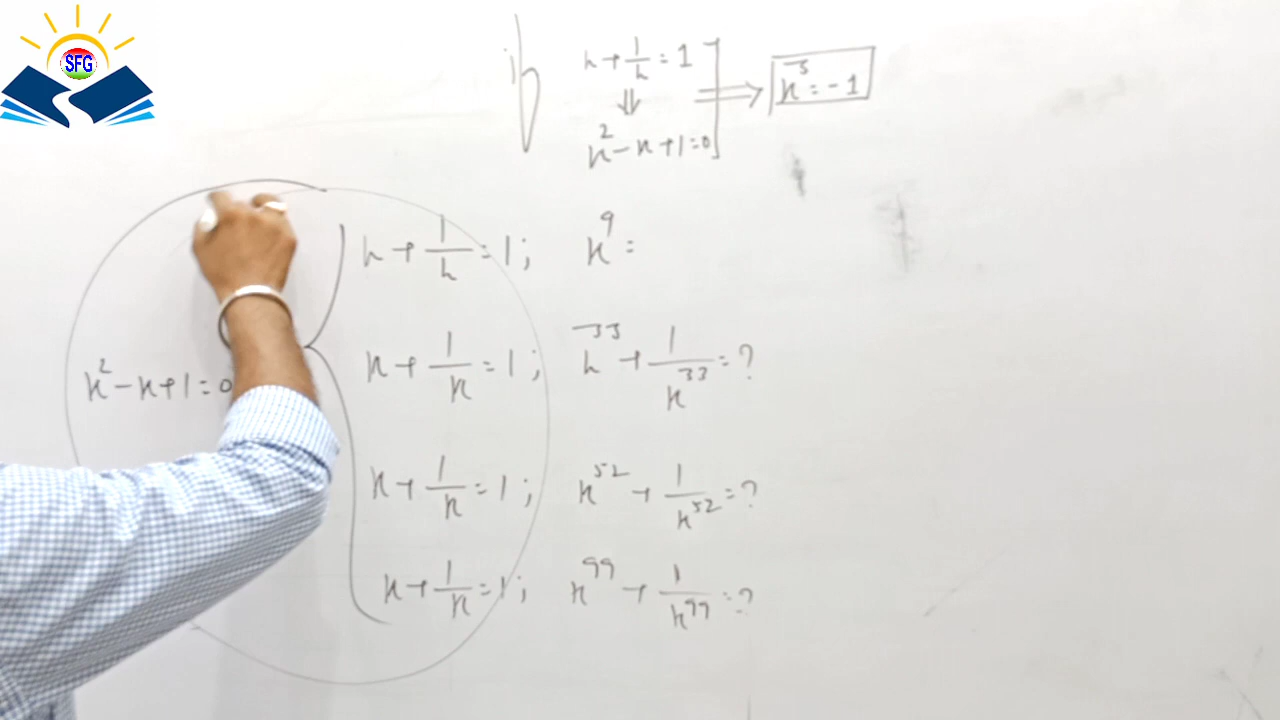 SFG
if x + 1/x = 1 ⇒ x³ = -1
⇓
x² - x + 1 = 0
x + 1/x = 1 ; x⁹ =
x + 1/x = 1 ; x³³ + 1/x³³ = ?
x² - x + 1 = 0
x + 1/x = 1 ; x⁵² + 1/x⁵² = ?
x + 1/x = 1 ; x⁹⁹ + 1/x⁹⁹ = ?